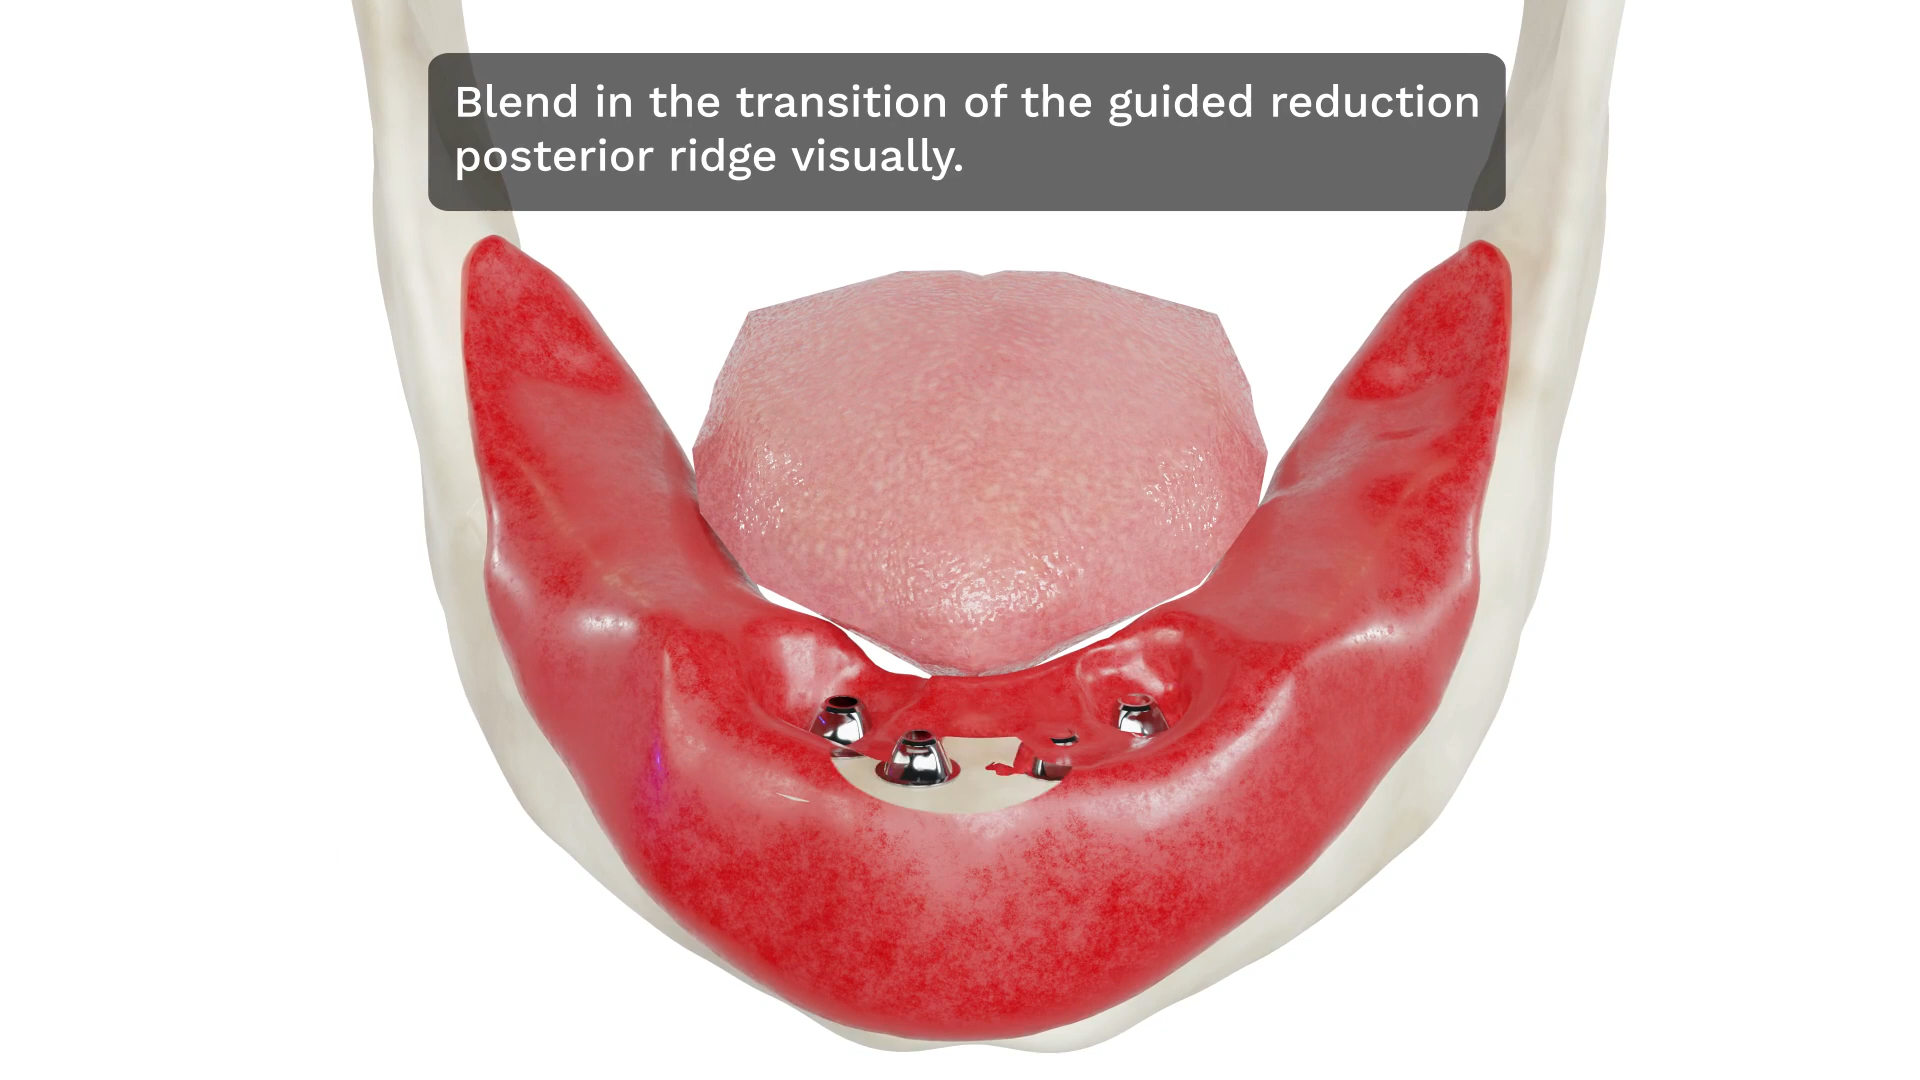 Blend in the transition of the guided reduction
posterior ridge visually.